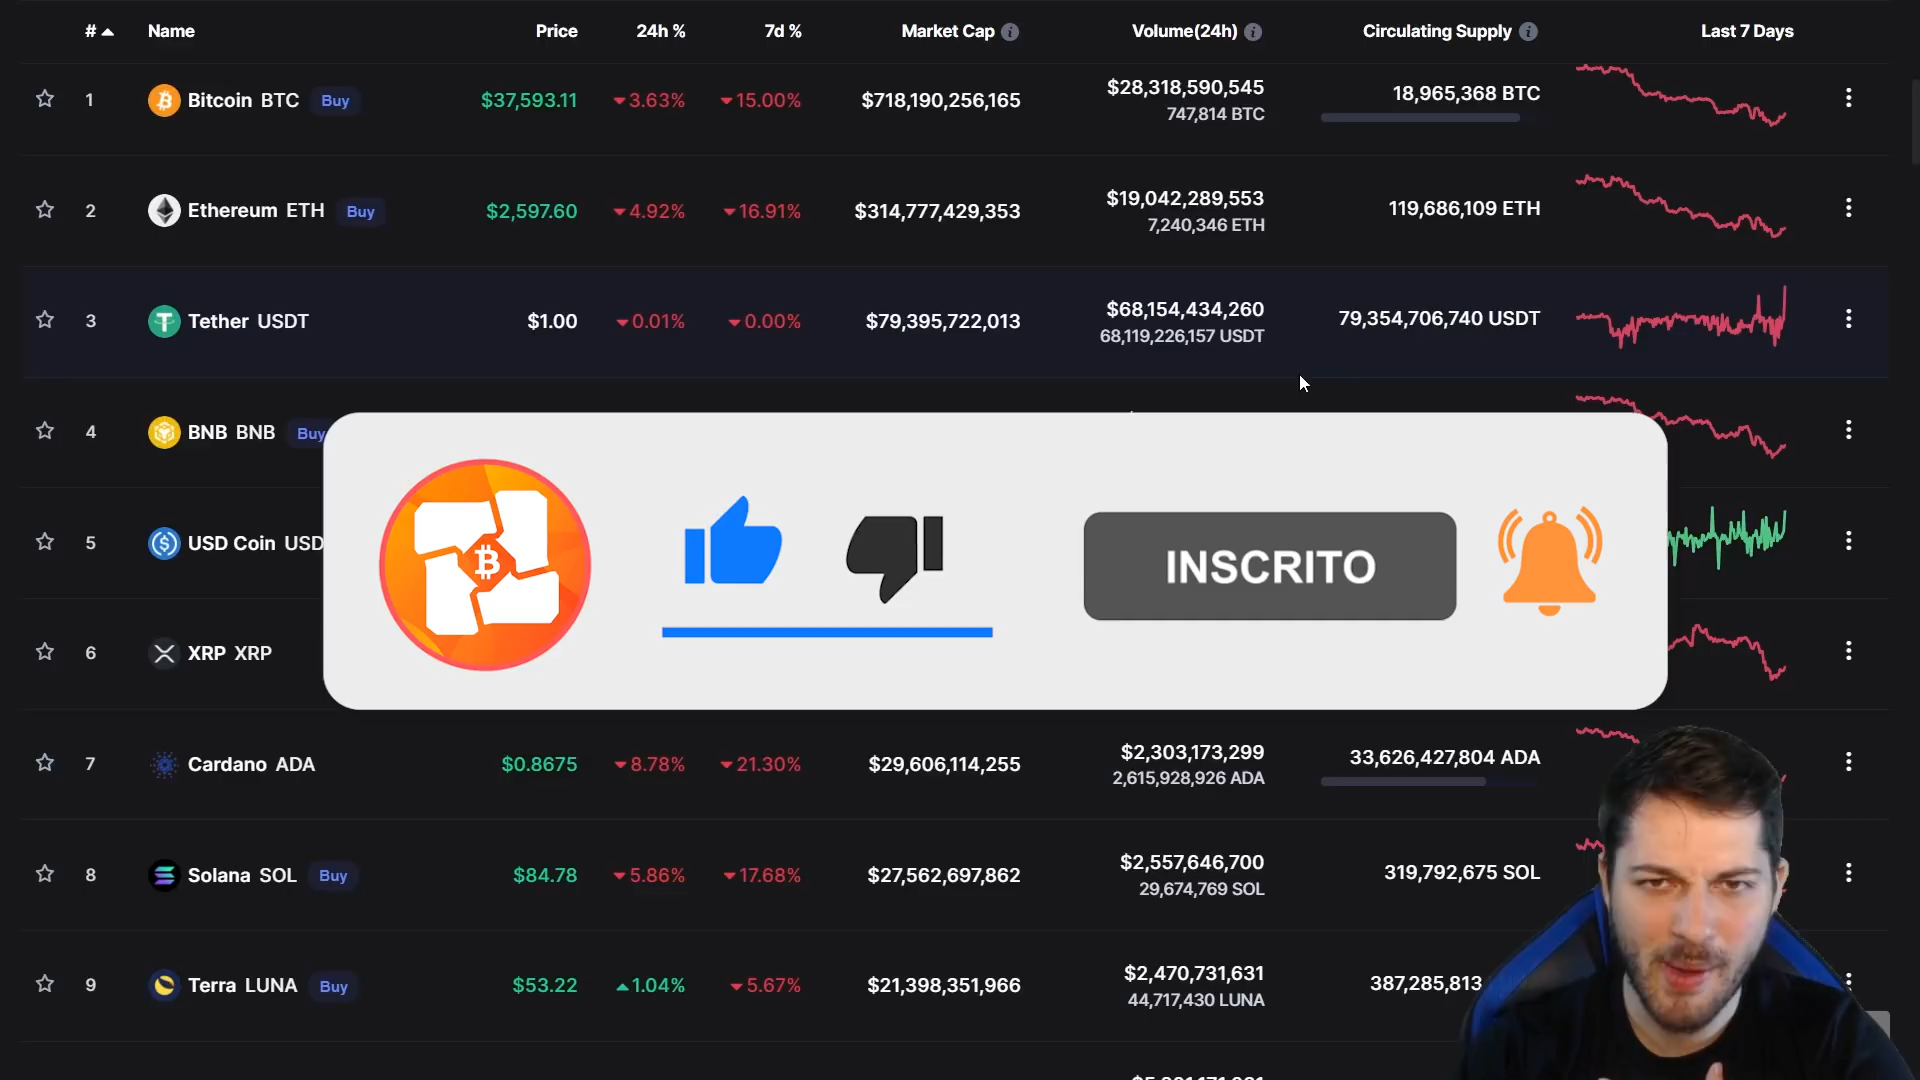 # Name Price 24h % 7d % Market Cap Volume(24h) Circulating Supply Last 7 Days
1 Bitcoin BTC Buy $37,593.11 3.63% 15.00% $718,190,256,165 $28,318,590,545 18,965,368 BTC
747,814 BTC
2 Ethereum ETH Buy $2,597.60 4.92% 16.91% $314,777,429,353 $19,042,289,553 119,686,109 ETH
7,240,346 ETH
3 Tether USDT $1.00 0.01% 0.00% $79,395,722,013 $68,154,434,260 79,354,706,740 USDT
68,119,226,157 USDT
4 BNB BNB Buy
5 USD Coin USD
INSCRITO
6 XRP XRP
7 Cardano ADA $0.8675 8.78% 21.30% $29,606,114,255 $2,303,173,299 33,626,427,804 ADA
2,615,928,926 ADA
8 Solana SOL Buy $84.78 5.86% 17.68% $27,562,697,862 $2,557,646,700 319,792,675 SOL
29,674,769 SOL
9 Terra LUNA Buy $53.22 1.04% 5.67% $21,398,351,966 $2,470,731,631 387,285,813
44,717,430 LUNA